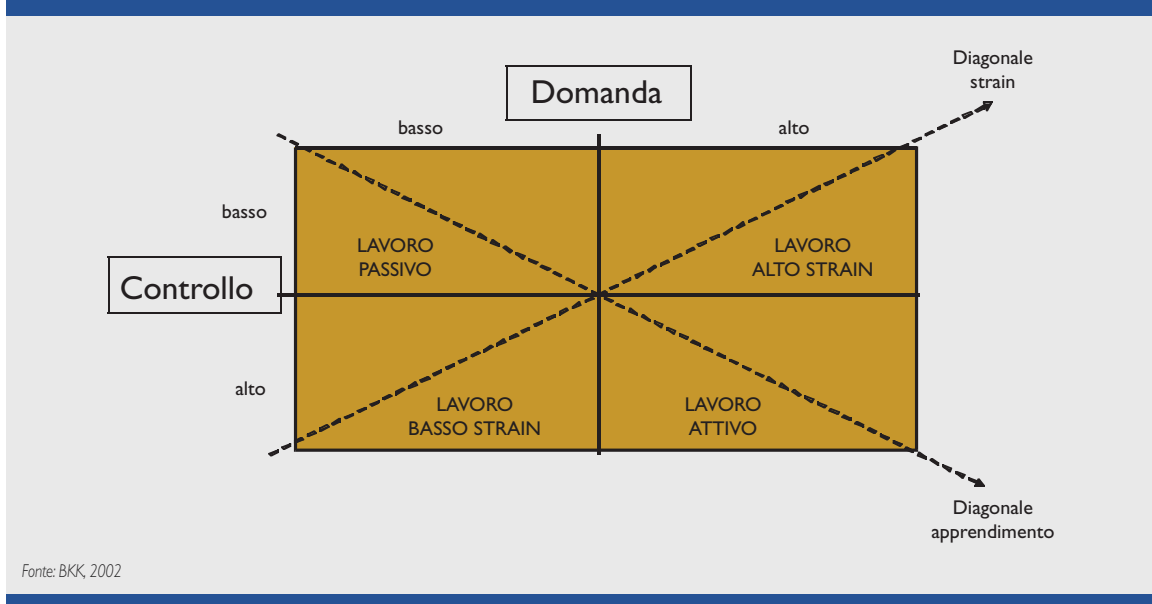 Diagonale
strain
Domanda
basso
alto
basso
LAVORO
PASSIVO
LAVORO
ALTO STRAIN
Controllo
alto
LAVORO
BASSO STRAIN
LAVORO
ATTIVO
Diagonale
apprendimento
Fonte: BKK, 2002